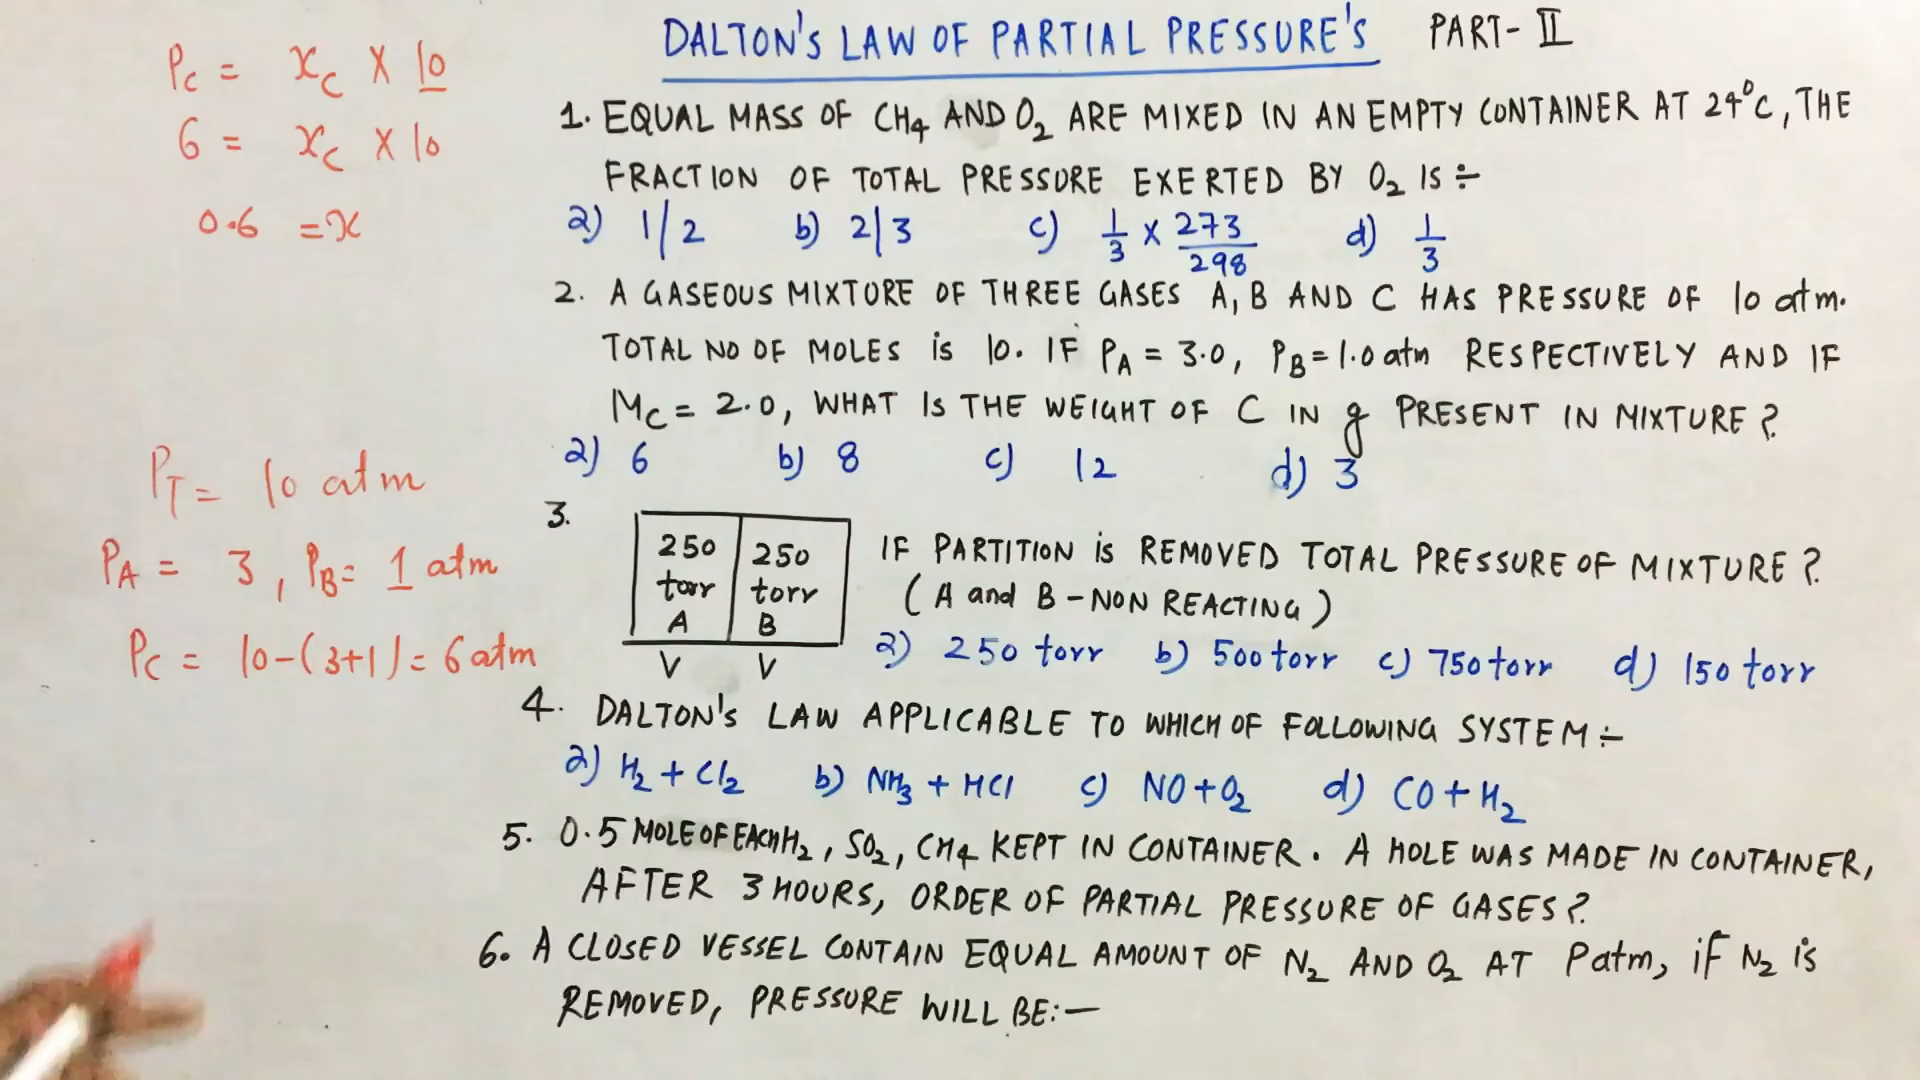 DALTON's LAW OF PARTIAL PRESSURE's PART- II
1. EQUAL MASS OF CH4 AND O2 ARE MIXED IN AN EMPTY CONTAINER AT 24°C, THE
FRACTION OF TOTAL PRESSURE EXERTED BY O2 IS ÷
a) 1/2 b) 2/3 c) 1/3 × 273/298 d) 1/3
2. A GASEOUS MIXTURE OF THREE GASES A, B AND C HAS PRESSURE OF 10 atm.
TOTAL NO OF MOLES is 10. IF PA = 3.0, PB = 1.0 atm RESPECTIVELY AND IF
MC = 2.0, WHAT IS THE WEIGHT OF C IN g PRESENT IN MIXTURE ?
a) 6 b) 8 c) 12 d) 3
3.
250 torr A
250 torr B
V V
IF PARTITION is REMOVED TOTAL PRESSURE OF MIXTURE ?
( A and B - NON REACTING )
a) 250 torr b) 500 torr c) 750 torr d) 150 torr
4. DALTON's LAW APPLICABLE TO WHICH OF FOLLOWING SYSTEM ÷
a) H2 + Cl2 b) NH3 + HCl c) NO + O2 d) CO + H2
5. 0.5 MOLE OF EACH H2, SO2, CH4 KEPT IN CONTAINER. A HOLE WAS MADE IN CONTAINER,
AFTER 3 HOURS, ORDER OF PARTIAL PRESSURE OF GASES ?
6. A CLOSED VESSEL CONTAIN EQUAL AMOUNT OF N2 AND O2 AT P atm, if N2 is
REMOVED, PRESSURE WILL BE:-
PC = xC X 10
6 = xC X 10
0.6 = x
PT = 10 atm
PA = 3, PB = 1 atm
PC = 10-(3+1) = 6 atm